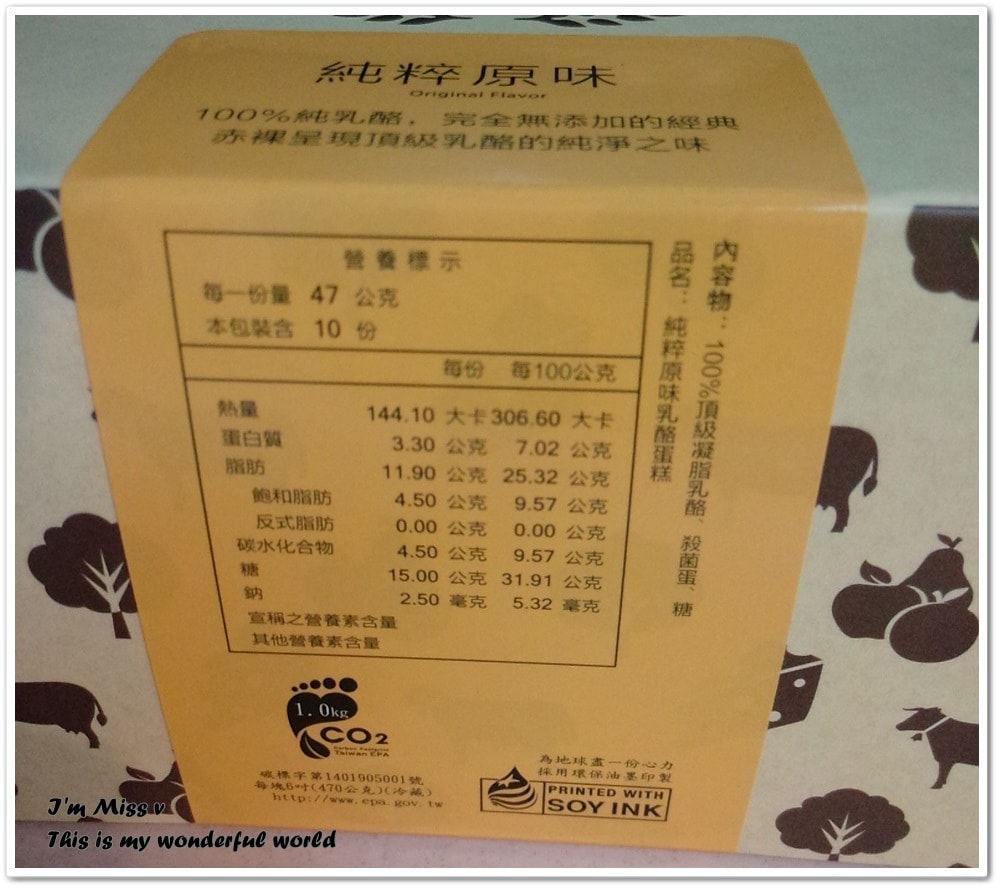 純粹原味
Original Flavor
100%純乳酪，完全無添加的經典
赤裸呈現頂級乳酪的純淨之味
營養標示
每一份量 47 公克
本包裝含 10 份
每份 每100公克
熱量 144.10 大卡 306.60 大卡
蛋白質 3.30 公克 7.02 公克
脂肪 11.90 公克 25.32 公克
飽和脂肪 4.50 公克 9.57 公克
反式脂肪 0.00 公克 0.00 公克
碳水化合物 4.50 公克 9.57 公克
糖 15.00 公克 31.91 公克
鈉 2.50 毫克 5.32 毫克
宣稱之營養素含量
其他營養素含量
內容物：100%頂級凝脂乳酪、殺菌蛋、糖
品名：純粹原味乳酪蛋糕
1.0kg
CO2
Carbon Footprint
Taiwan EPA
碳標字第1401905001號
每塊6吋(470公克)(冷藏)
http://www.epa.gov.tw
為地球盡一份心力
採用環保油墨印製
PRINTED WITH
SOY INK
I'm Miss v
This is my wonderful world